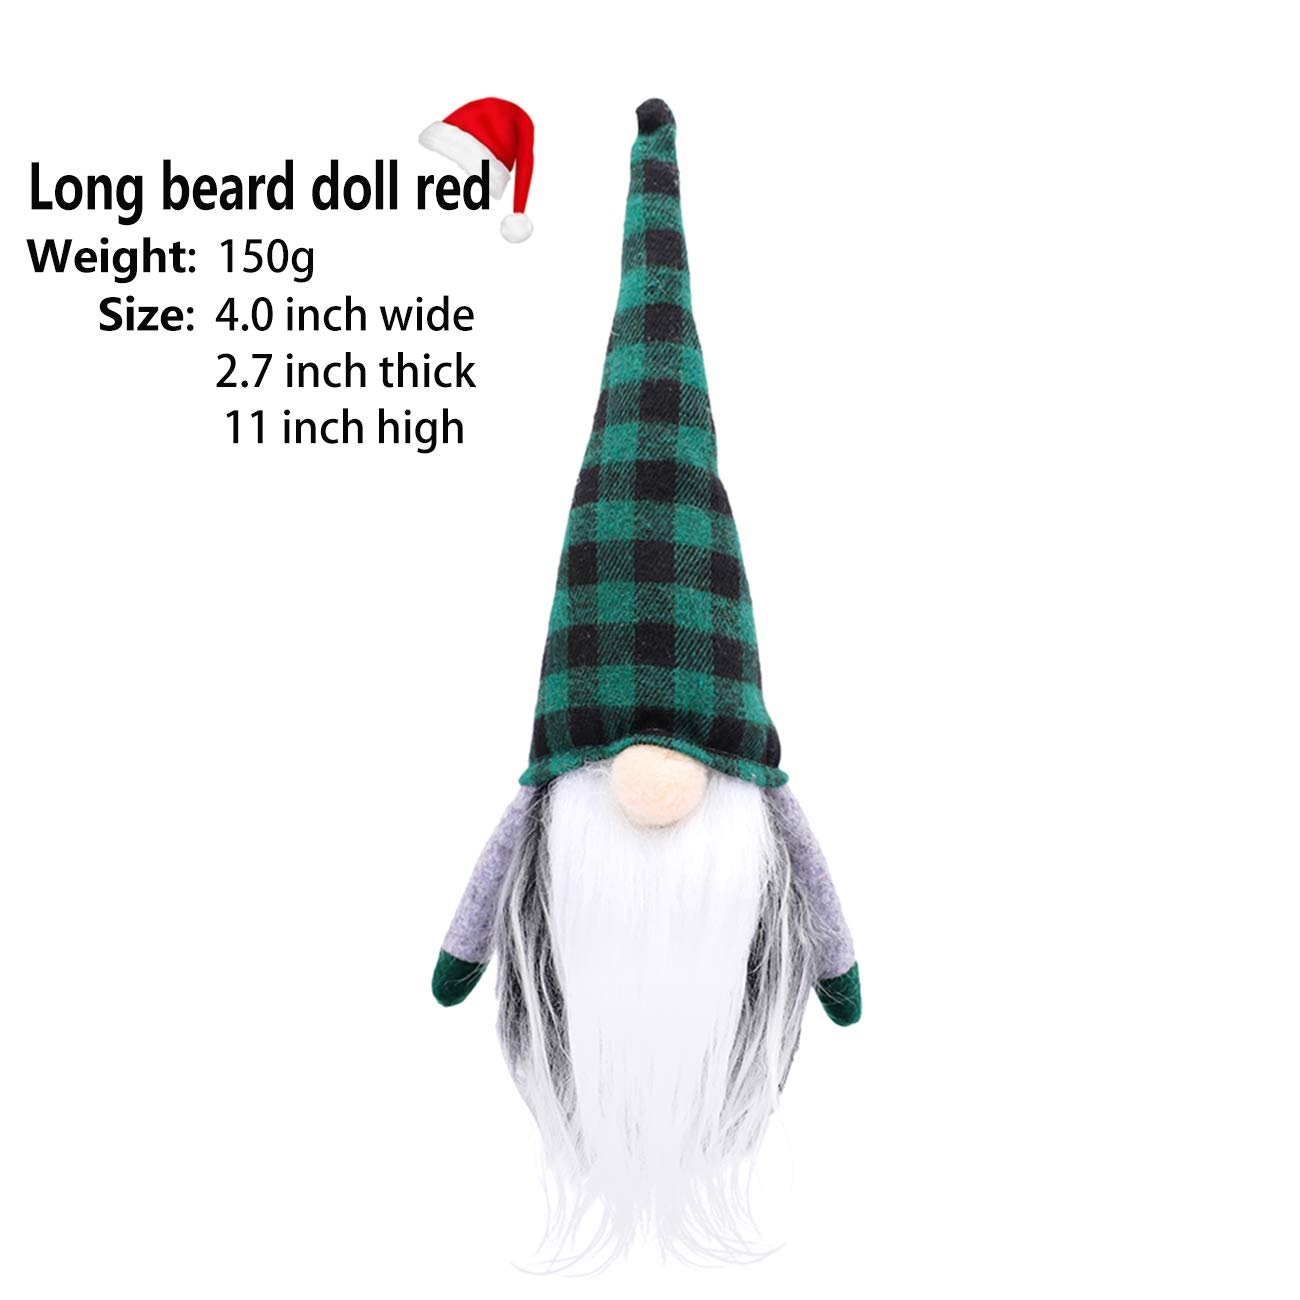 Long beard doll red
Weight: 150g
Size: 4.0 inch wide
2.7 inch thick
11 inch high